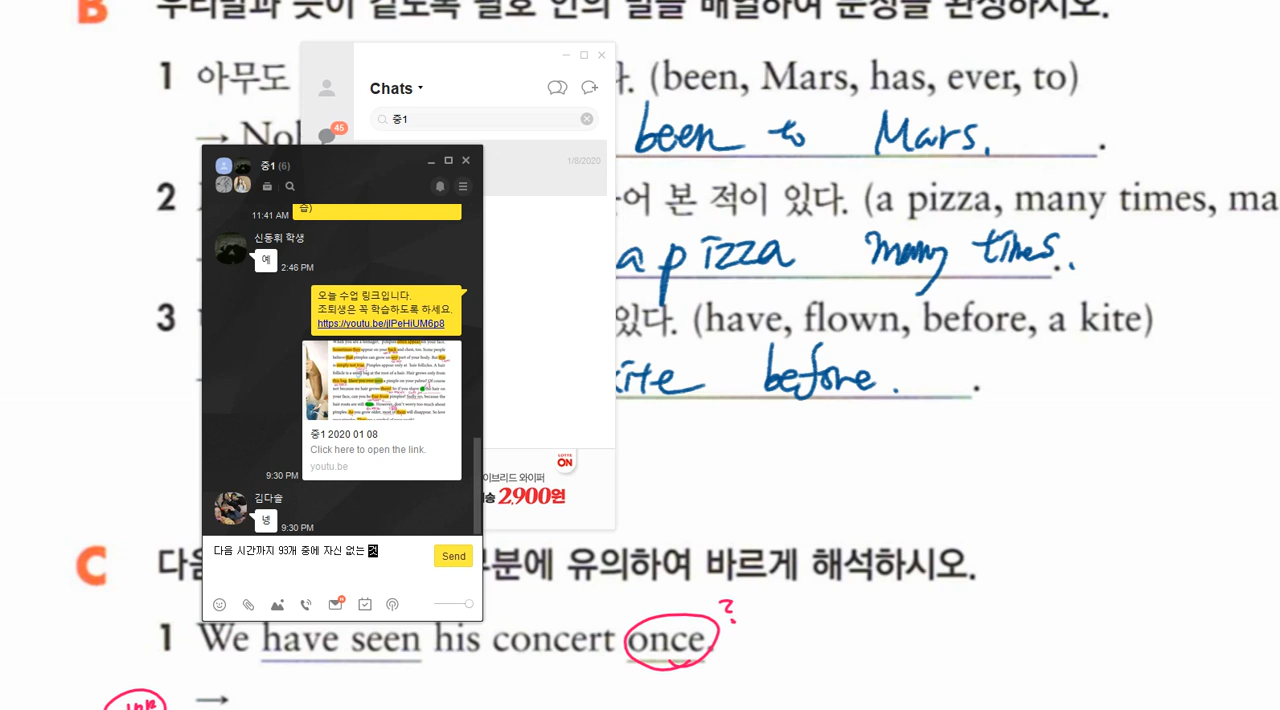 B 우리말과 뜻이 같도록 괄호 안의 말을 배열하여 문장을 완성하시오.
1 아무도 다. (been, Mars, has, ever, to)
→ No been to Mars. .
2 어 본 적이 있다. (a pizza, many times, ma
a pizza many times. .
3 있다. (have, flown, before, a kite)
kite before. .
Chats
중1
45
1/8/2020
중1 (6)
습)
11:41 AM
신동휘 학생
예
2:46 PM
오늘 수업 링크입니다.
조퇴생은 꼭 학습하도록 하세요.
https://youtu.be/jlPeHiUM6p8
중1 2020 01 08
Click here to open the link.
youtu.be
9:30 PM
김다솔
넹
9:30 PM
다음 시간까지 93개 중에 자신 없는 것
Send
LOTTE ON
이브리드 와이퍼
송 2,900원
C 다음 부분에 유의하여 바르게 해석하시오.
1 We have seen his concert once. ?
→